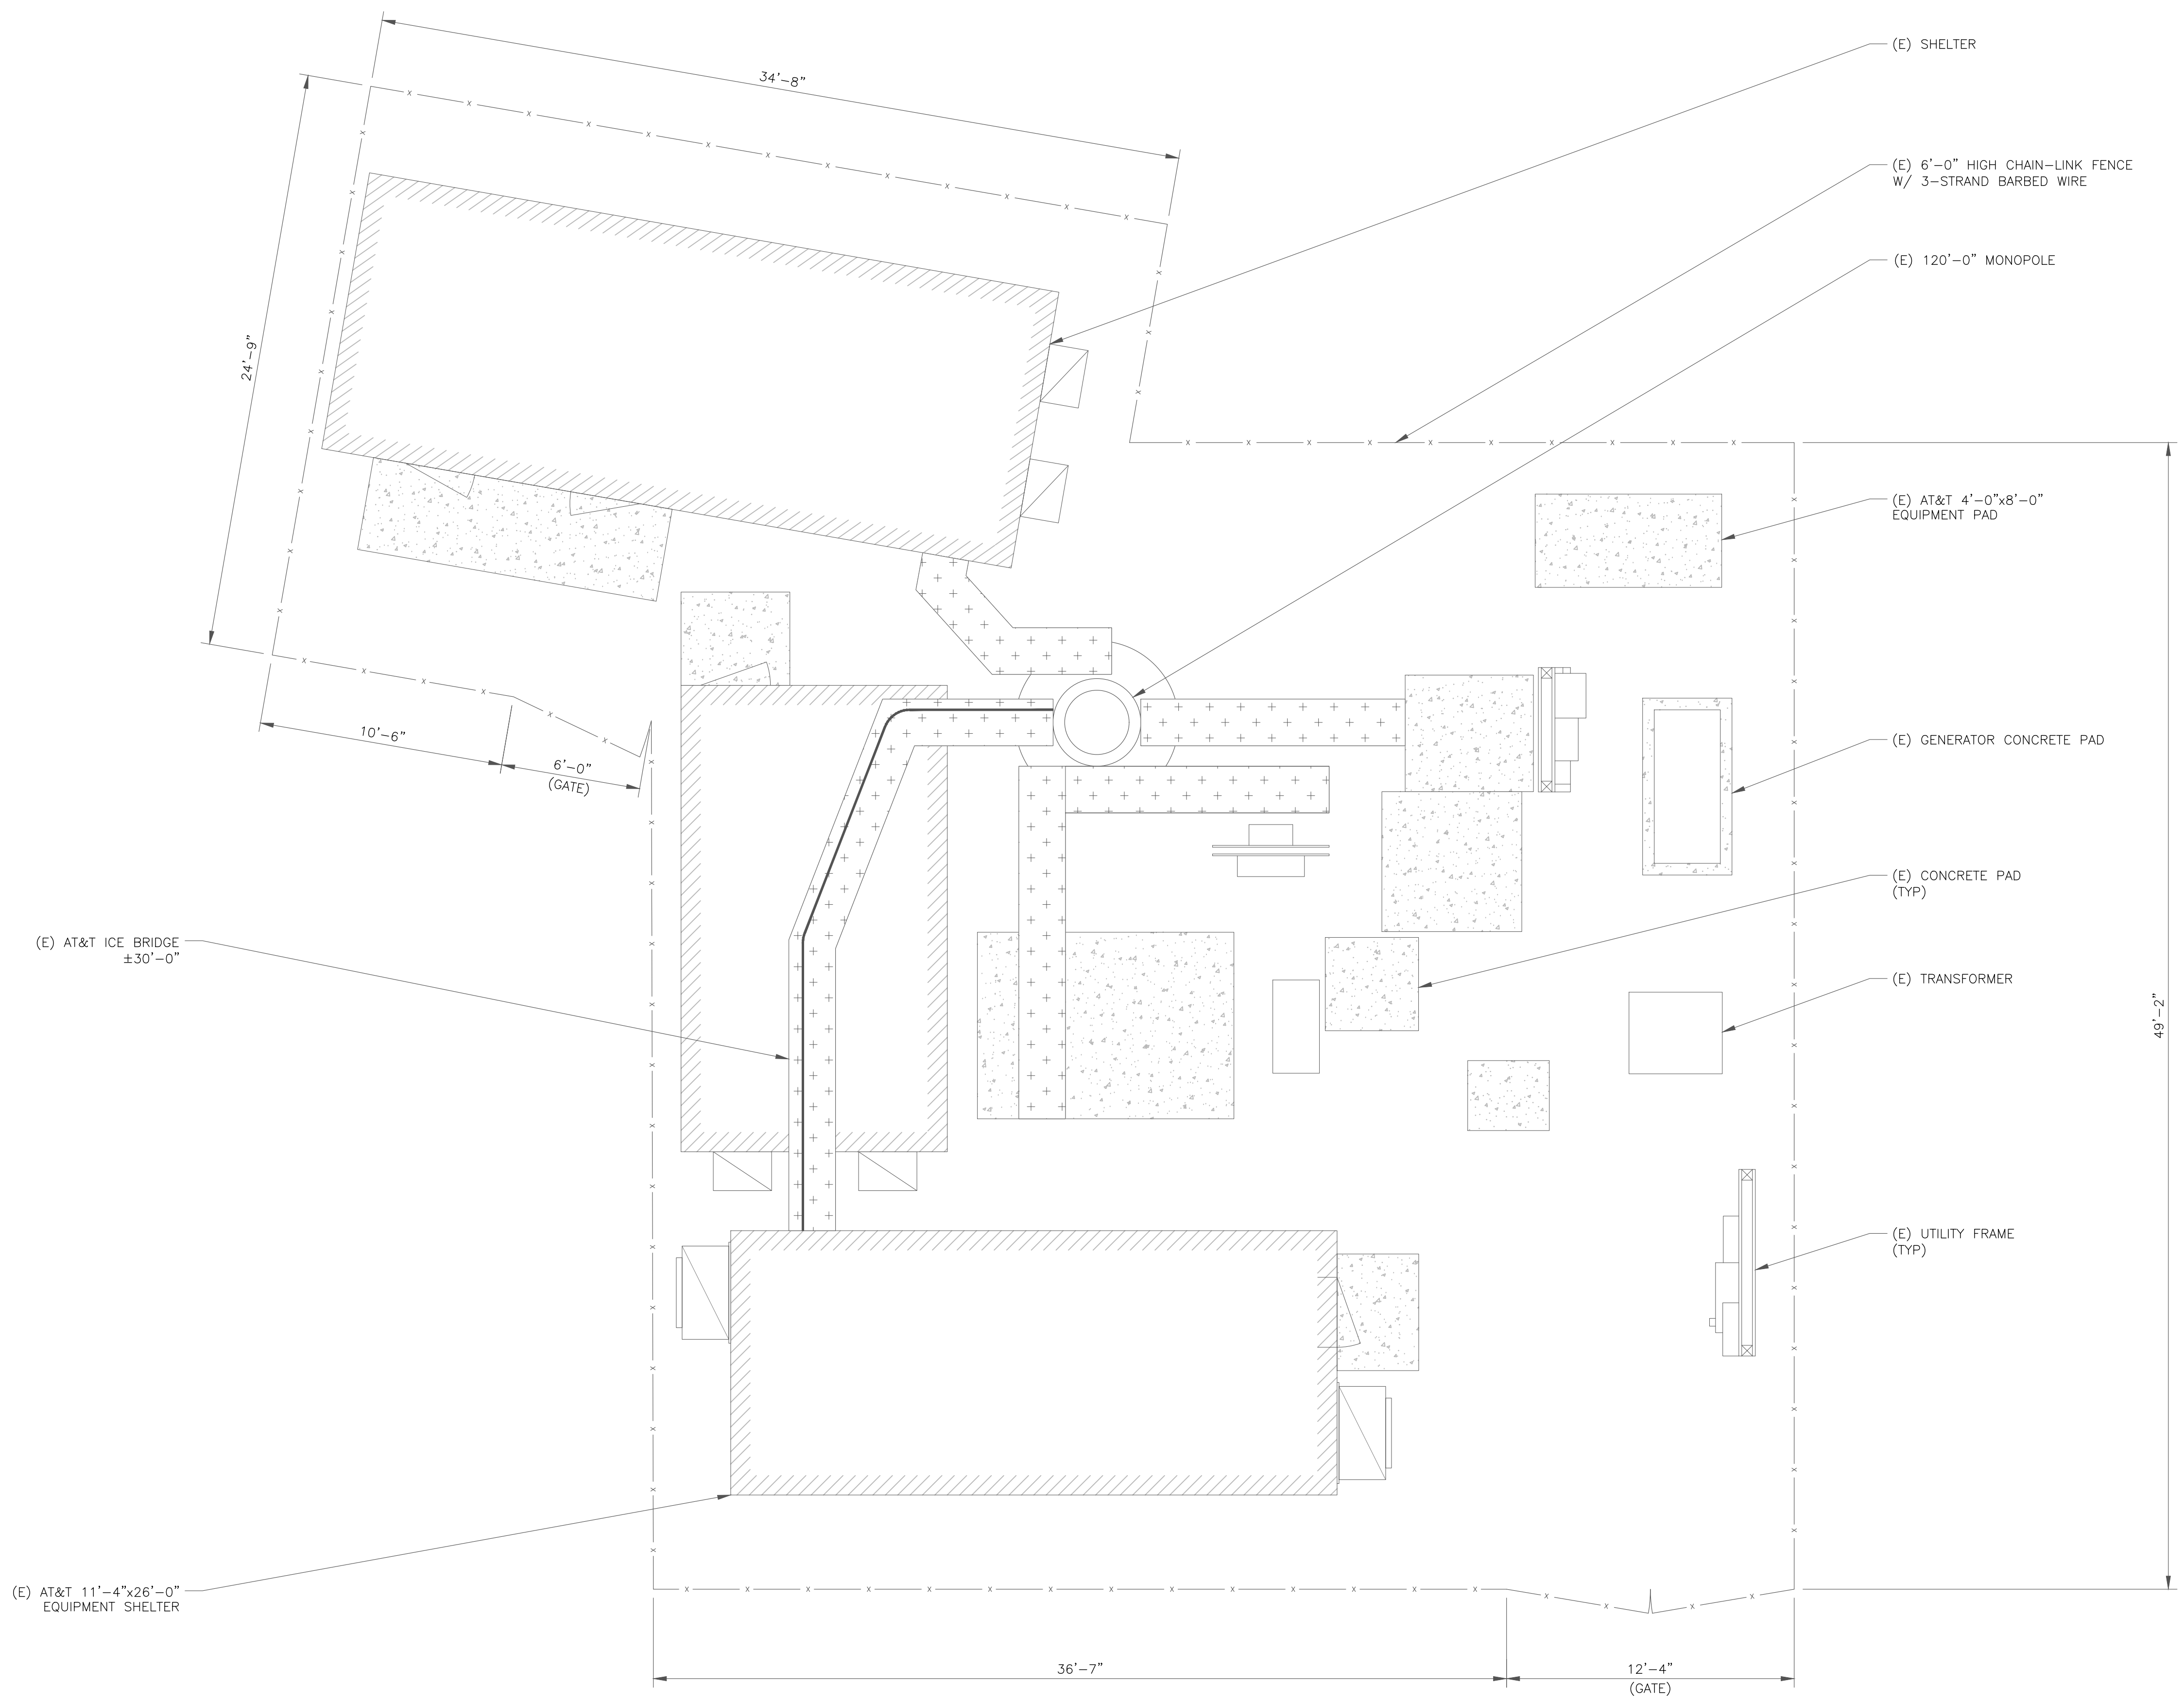 34'-8"
(E) SHELTER
(E) 6'-0" HIGH CHAIN-LINK FENCE
W/ 3-STRAND BARBED WIRE
(E) 120'-0" MONOPOLE
24'-9"
(E) AT&T 4'-0"x8'-0"
EQUIPMENT PAD
10'-6"
6'-0"
(GATE)
(E) GENERATOR CONCRETE PAD
(E) CONCRETE PAD
(TYP)
(E) AT&T ICE BRIDGE
±30'-0"
(E) TRANSFORMER
49'-2"
(E) UTILITY FRAME
(TYP)
(E) AT&T 11'-4"x26'-0"
EQUIPMENT SHELTER
36'-7"
12'-4"
(GATE)